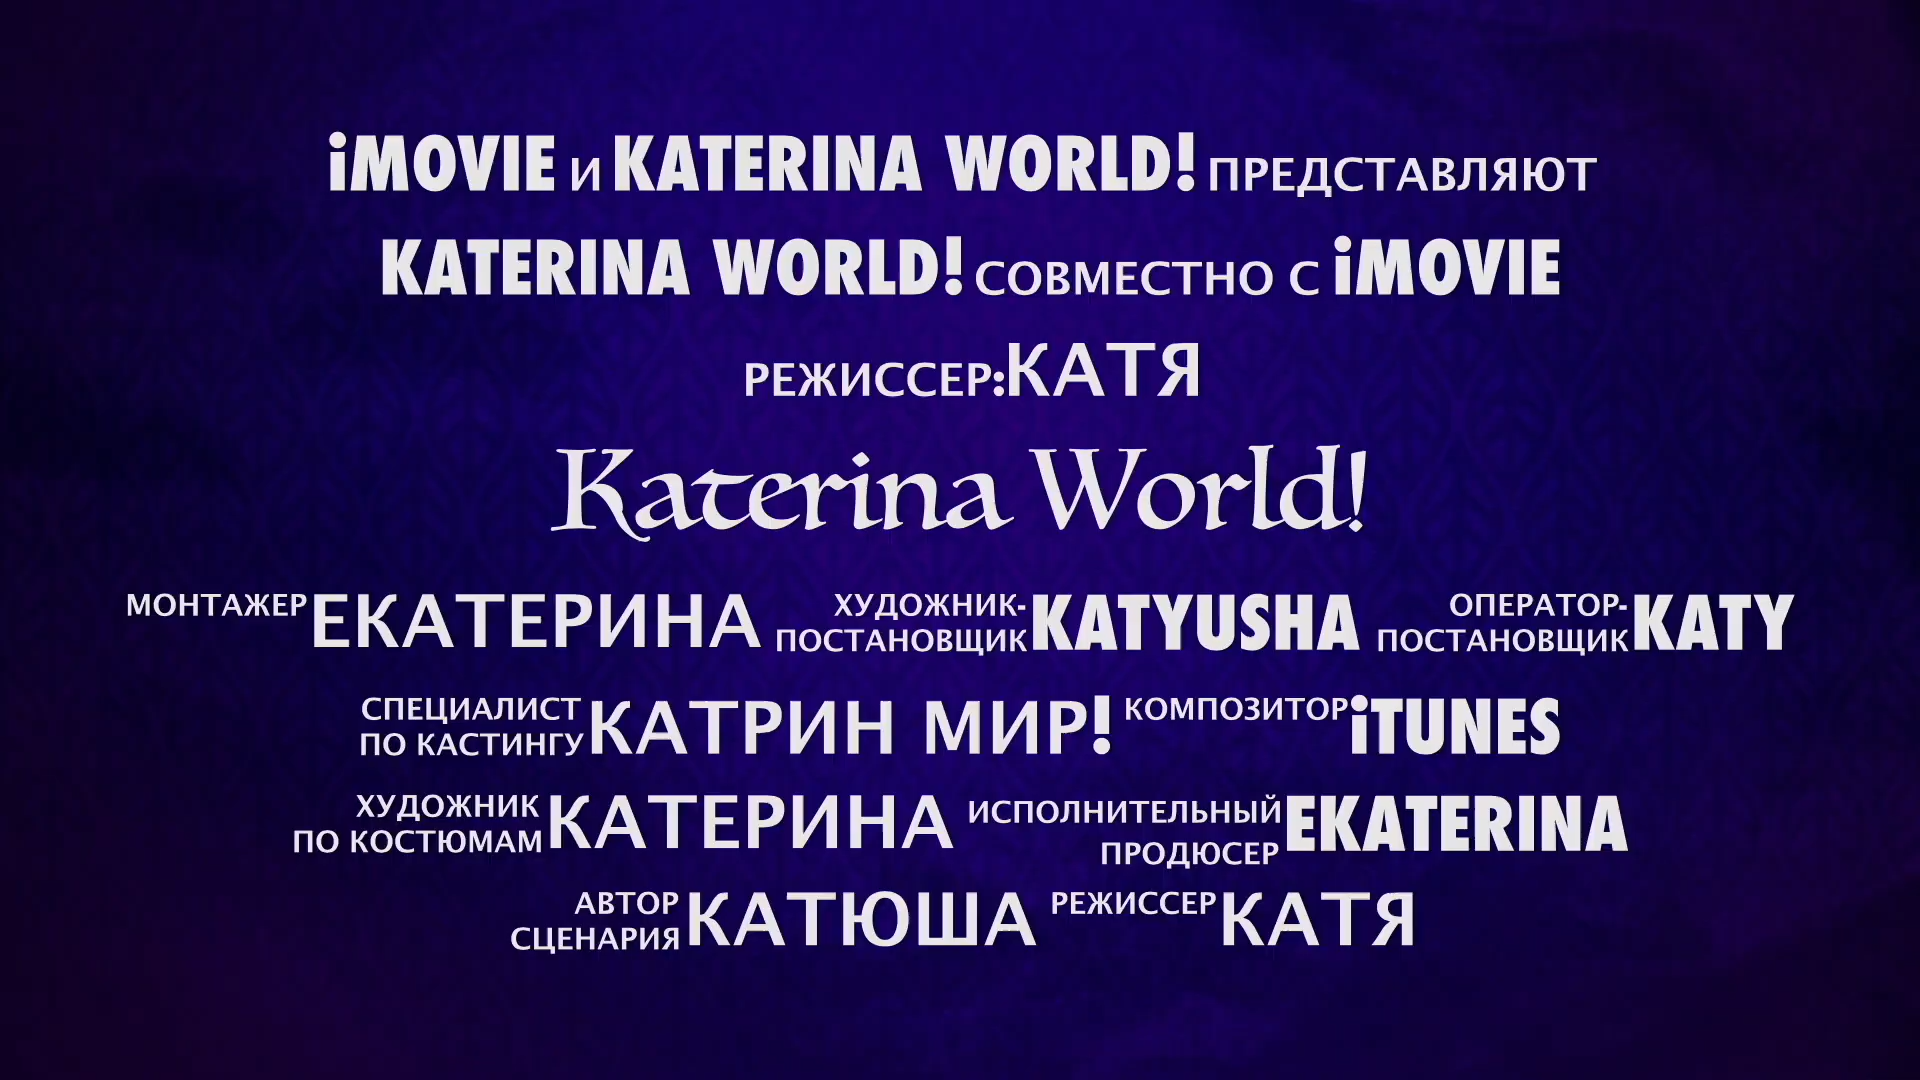 iMOVIE И KATERINA WORLD! ПРЕДСТАВЛЯЮТ
KATERINA WORLD! СОВМЕСТНО С iMOVIE
РЕЖИССЕР:КАТЯ
Katerina World!
МОНТАЖЕР ЕКАТЕРИНА ХУДОЖНИК-ПОСТАНОВЩИК KATYUSHA ОПЕРАТОР-ПОСТАНОВЩИК KATY
СПЕЦИАЛИСТ ПО КАСТИНГУ КАТРИН МИР! КОМПОЗИТОР iTUNES
ХУДОЖНИК ПО КОСТЮМАМ КАТЕРИНА ИСПОЛНИТЕЛЬНЫЙ ПРОДЮСЕР EKATERINA
АВТОР СЦЕНАРИЯ КАТЮША РЕЖИССЕР КАТЯ